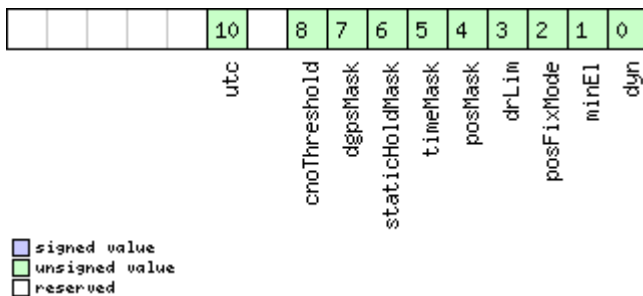 10 8 7 6 5 4 3 2 1 0
utc
cnoThreshold
dgpsMask
staticHoldMask
timeMask
posMask
drLim
posFixMode
minEl
dyn
signed value
unsigned value
reserved